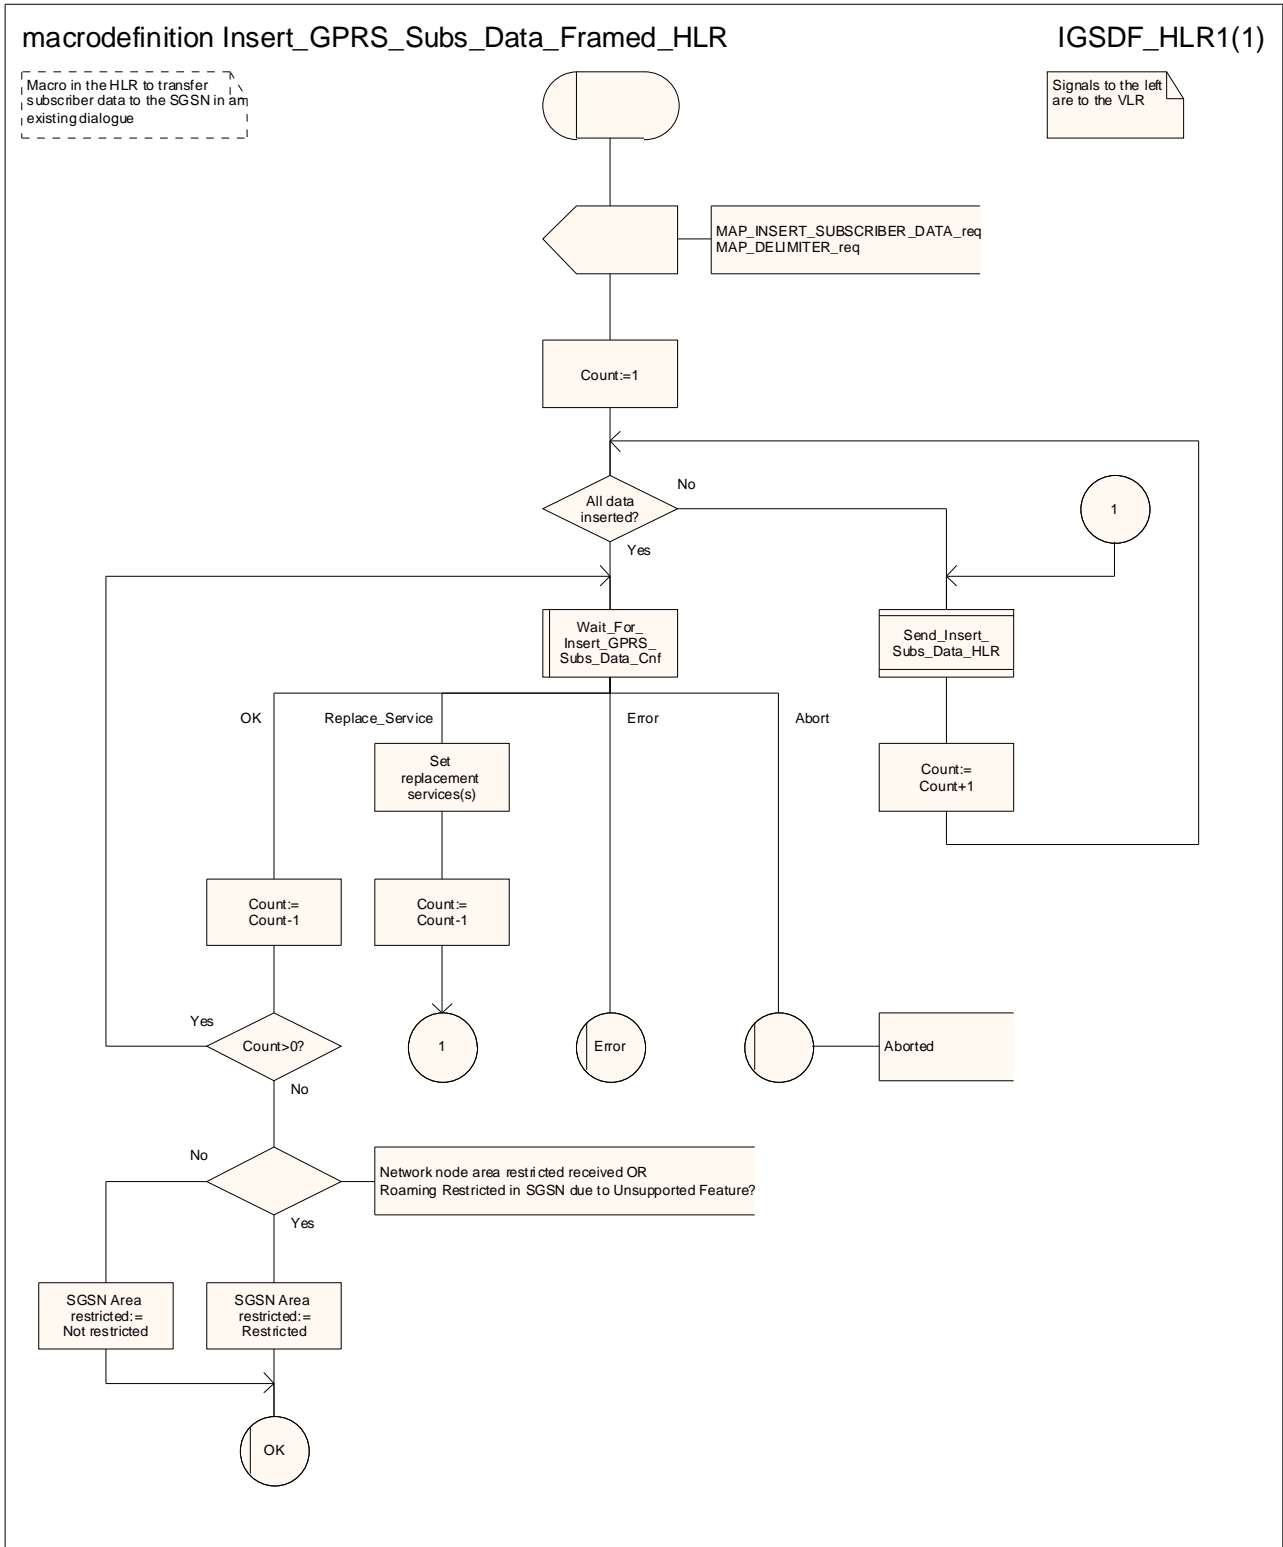 macrodefinition Insert_GPRS_Subs_Data_Framed_HLR
IGSDF_HLR1(1)
Macro in the HLR to transfer
subscriber data to the SGSN in an
existing dialogue
Signals to the left
are to the VLR
MAP_INSERT_SUBSCRIBER_DATA_req
MAP_DELIMITER_req
Count:=1
All data
inserted?
No
1
Yes
Wait_For_
Insert_GPRS_
Subs_Data_Cnf
Send_Insert_
Subs_Data_HLR
OK
Replace_Service
Error
Abort
Set
replacement
services(s)
Count:=
Count+1
Count:=
Count-1
Count:=
Count-1
Yes
Count>0?
1
Error
Aborted
No
No
Network node area restricted received OR
Roaming Restricted in SGSN due to Unsupported Feature?
Yes
SGSN Area
restricted:=
Not restricted
SGSN Area
restricted:=
Restricted
OK